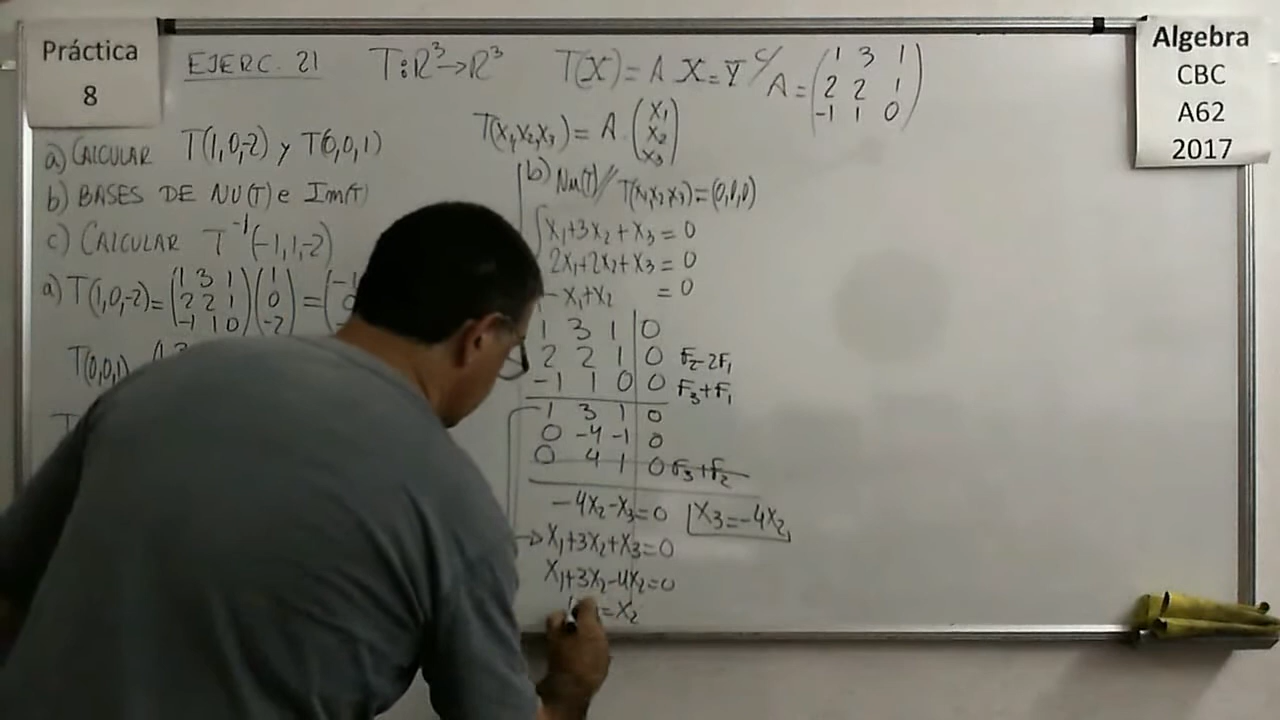 Práctica
8
EJERC. 21 T:R³→R³ T(X)=A X=Y C/ A=(1 3 1
2 2 1
-1 1 0)
Algebra
CBC
A62
2017
a) CALCULAR T(1,0,-2) y T(0,0,1)
b) BASES DE NU(T) e Im(T)
c) CALCULAR T⁻¹(-1,1,-2)
a) T(1,0,-2)=(1 3 1
2 2 1
-1 1 0)(1
0
-2)=(-1
0
T(0,0,1)
T(x₁,x₂,x₃)=A.(x₁
x₂
x₃)
b) Nu(T)// T(x₁x₂x₃)=(0,0,0)
x₁+3x₂+x₃=0
2x₁+2x₂+x₃=0
-x₁+x₂ =0
1 3 1 | 0
2 2 1 | 0 F₂-2F₁
-1 1 0 | 0 F₃+F₁
1 3 1 | 0
0 -4 -1 | 0
0 4 1 | 0 F₃+F₂
-4x₂-x₃=0 x₃=-4x₂
→x₁+3x₂+x₃=0
x₁+3x₂-4x₂=0
=x₂